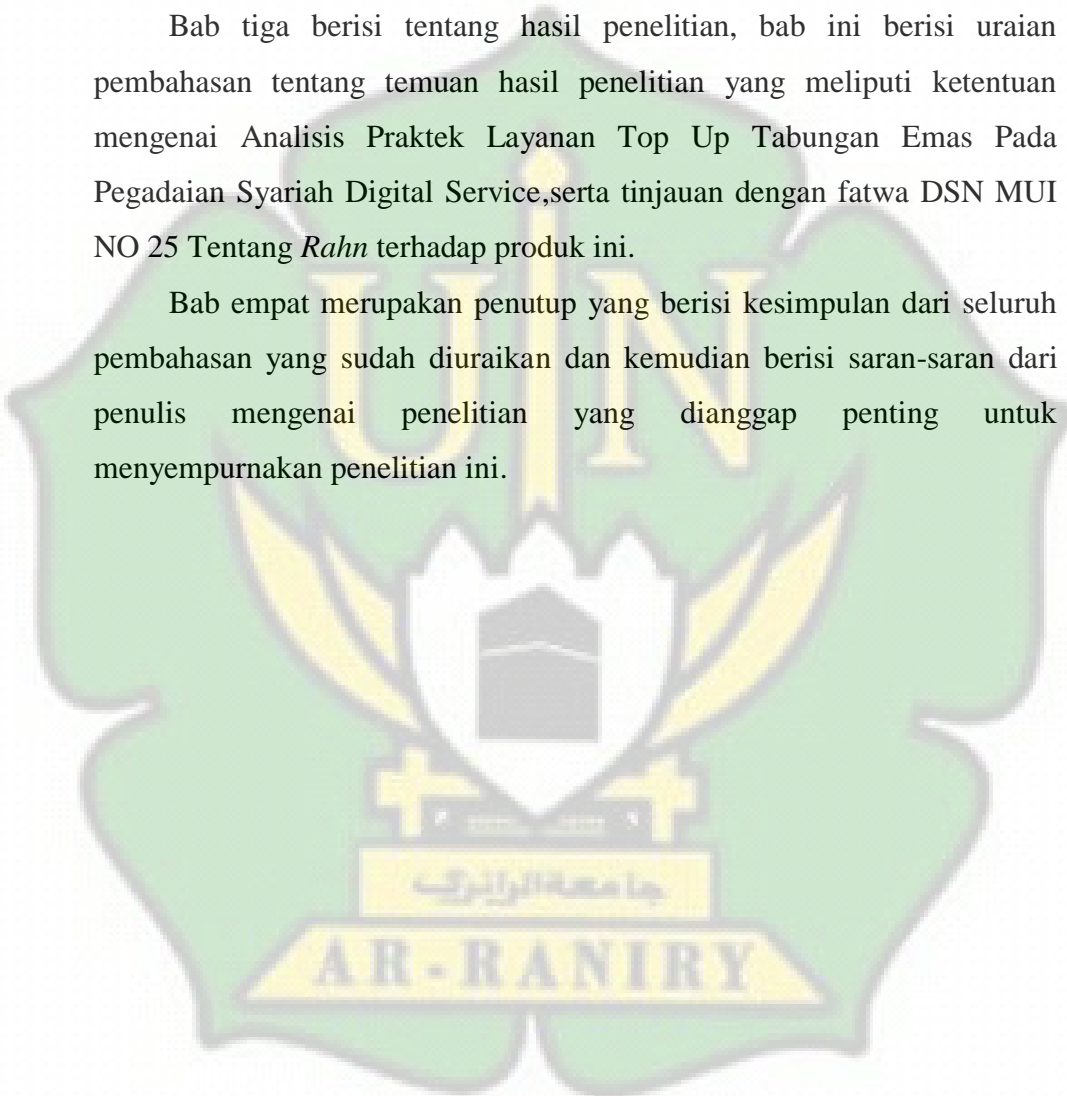 Bab tiga berisi tentang hasil penelitian, bab ini berisi uraian
pembahasan tentang temuan hasil penelitian yang meliputi ketentuan
mengenai Analisis Praktek Layanan Top Up Tabungan Emas Pada
Pegadaian Syariah Digital Service,serta tinjauan dengan fatwa DSN MUI
NO 25 Tentang Rahn terhadap produk ini.
Bab empat merupakan penutup yang berisi kesimpulan dari seluruh
pembahasan yang sudah diuraikan dan kemudian berisi saran-saran dari
penulis mengenai penelitian yang dianggap penting untuk
menyempurnakan penelitian ini.
UIN
جامعة الرانري
AR-RANIRY